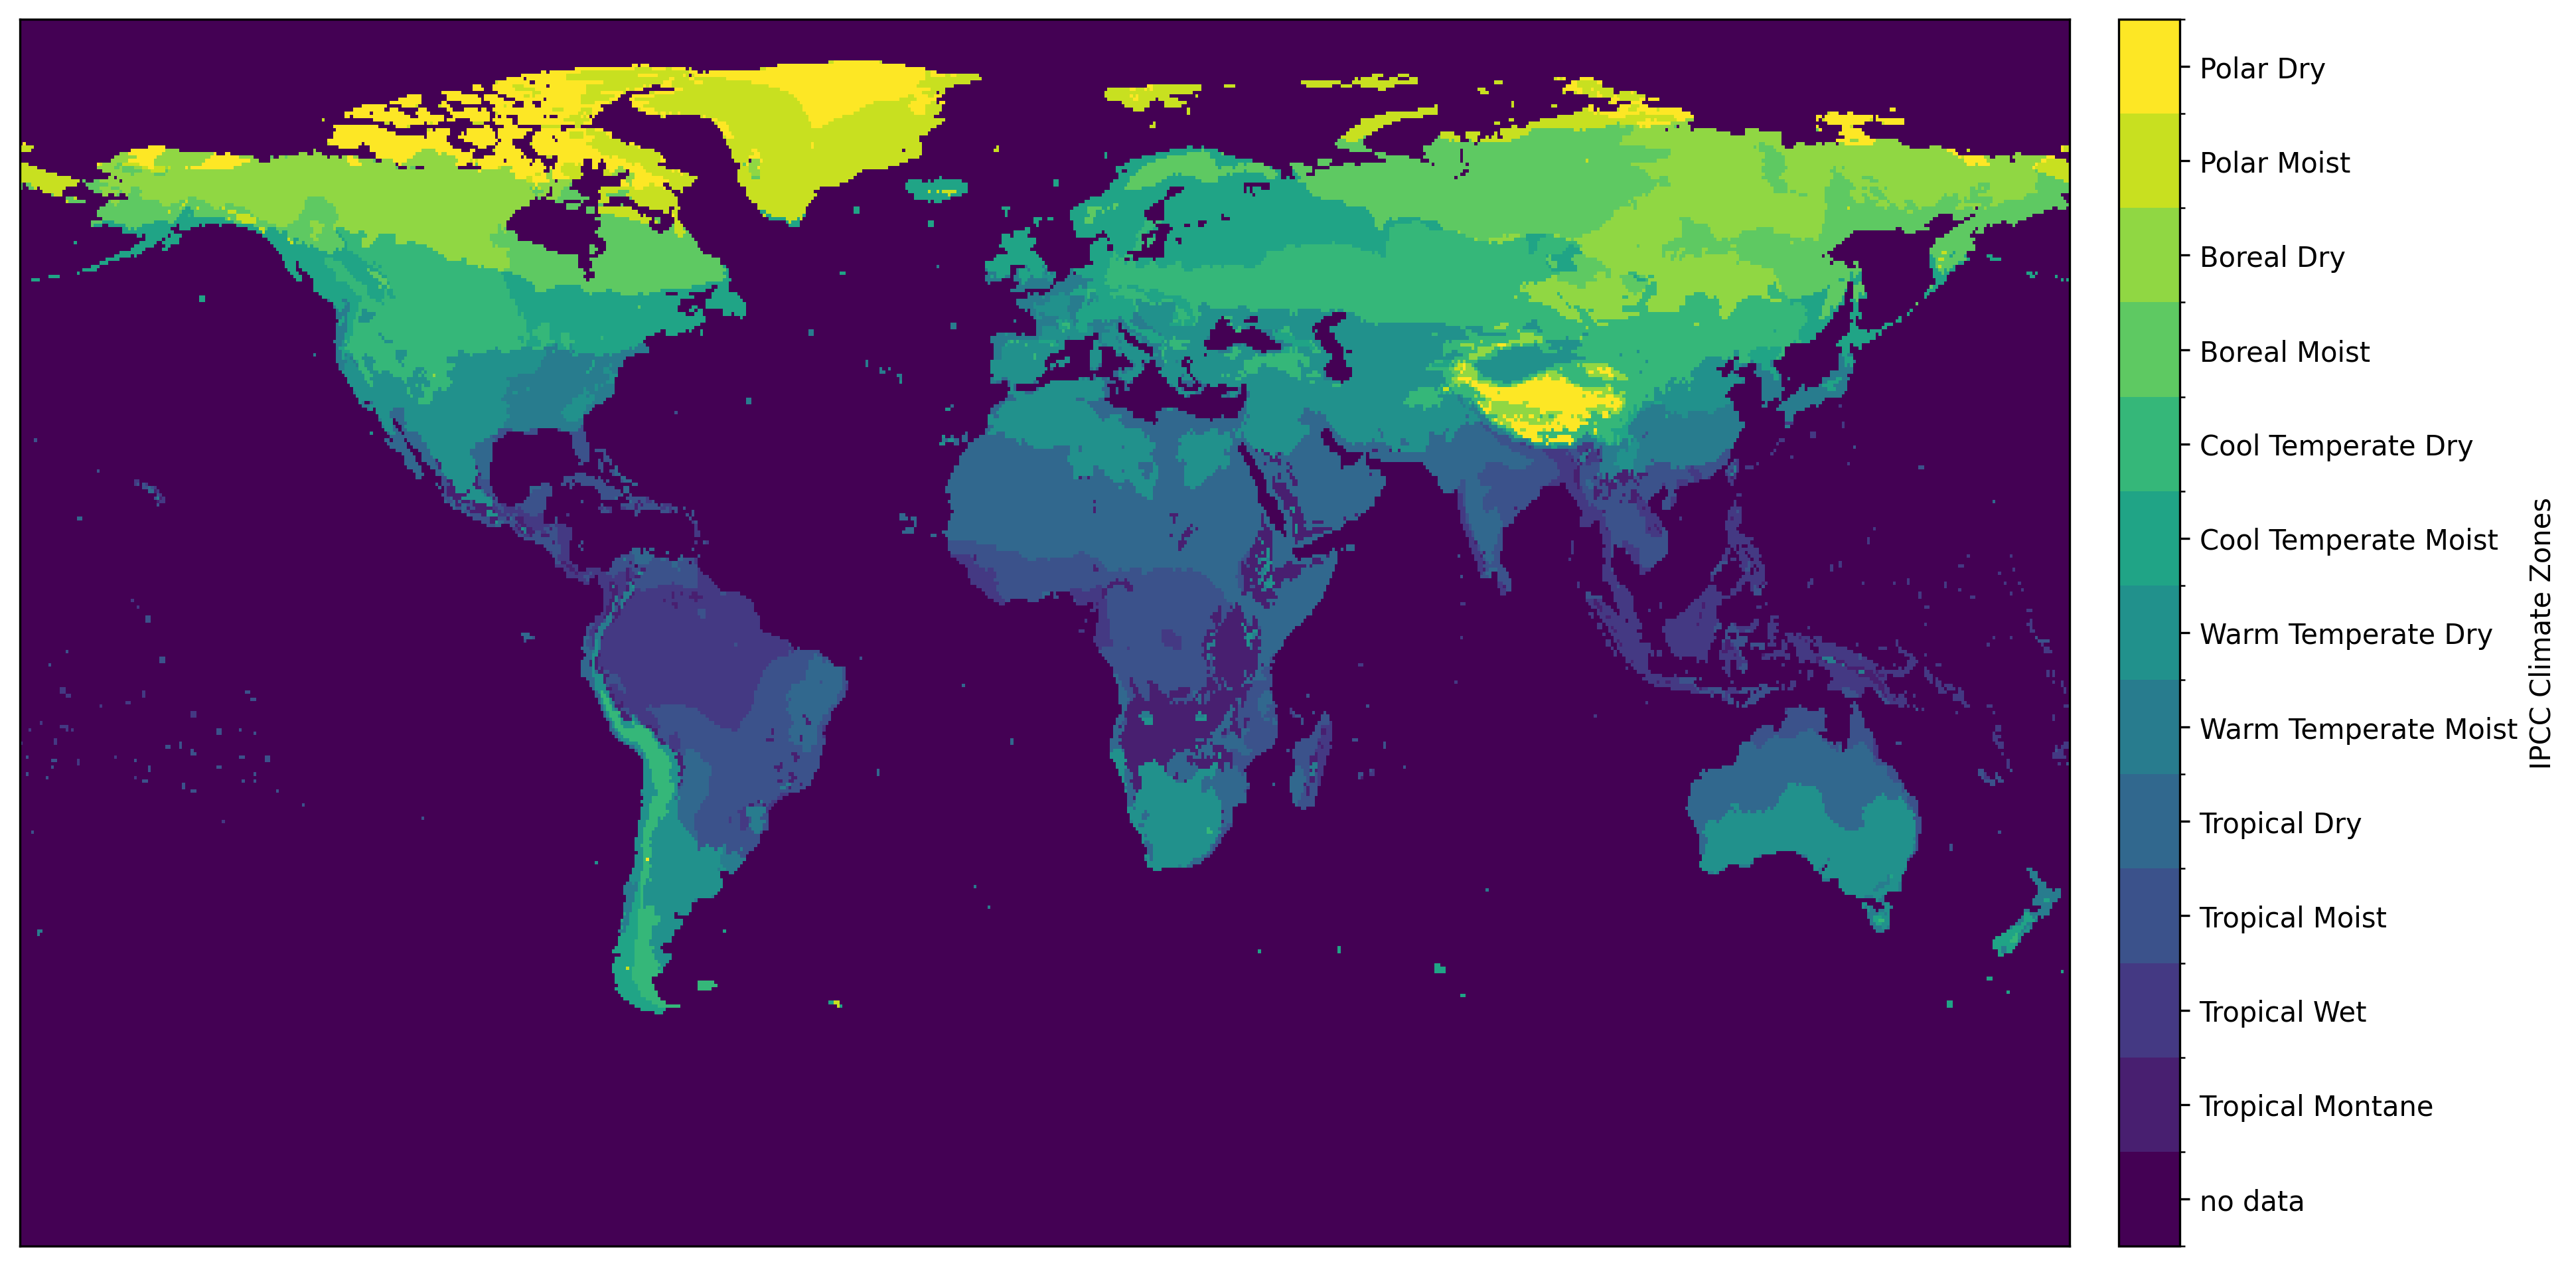 Polar Dry
Polar Moist
Boreal Dry
Boreal Moist
Cool Temperate Dry
Cool Temperate Moist
Warm Temperate Dry
Warm Temperate Moist
Tropical Dry
Tropical Moist
Tropical Wet
Tropical Montane
no data
IPCC Climate Zones